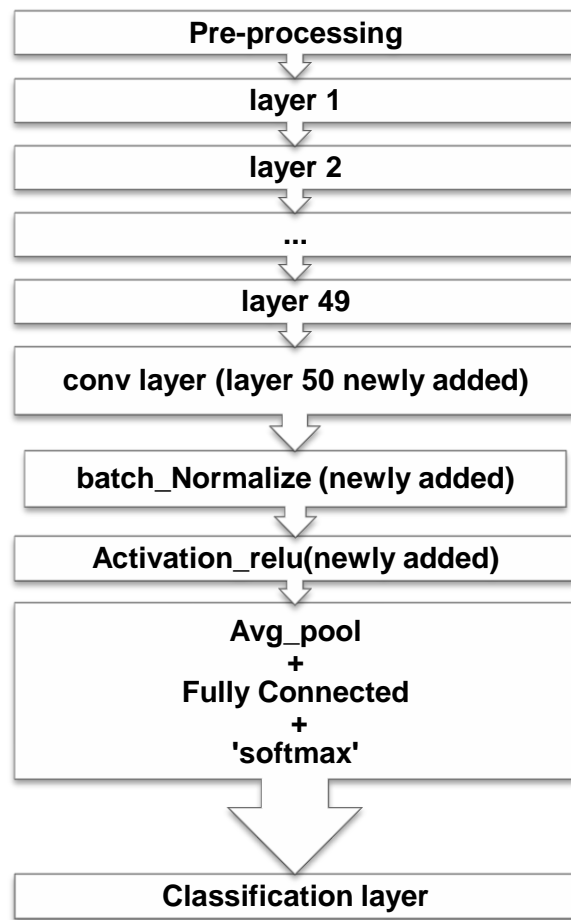 Pre-processing
layer 1
layer 2
...
layer 49
conv layer (layer 50 newly added)
batch_Normalize (newly added)
Activation_relu(newly added)
Avg_pool
+
Fully Connected
+
'softmax'
Classification layer